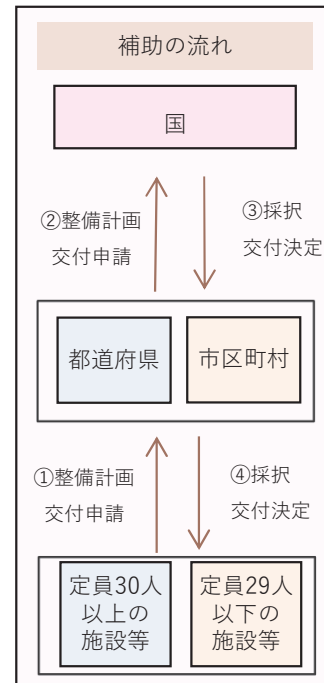 補助の流れ
国
②整備計画
交付申請
③採択
交付決定
都道府県
市区町村
①整備計画
交付申請
④採択
交付決定
定員30人
以上の
施設等
定員29人
以下の
施設等